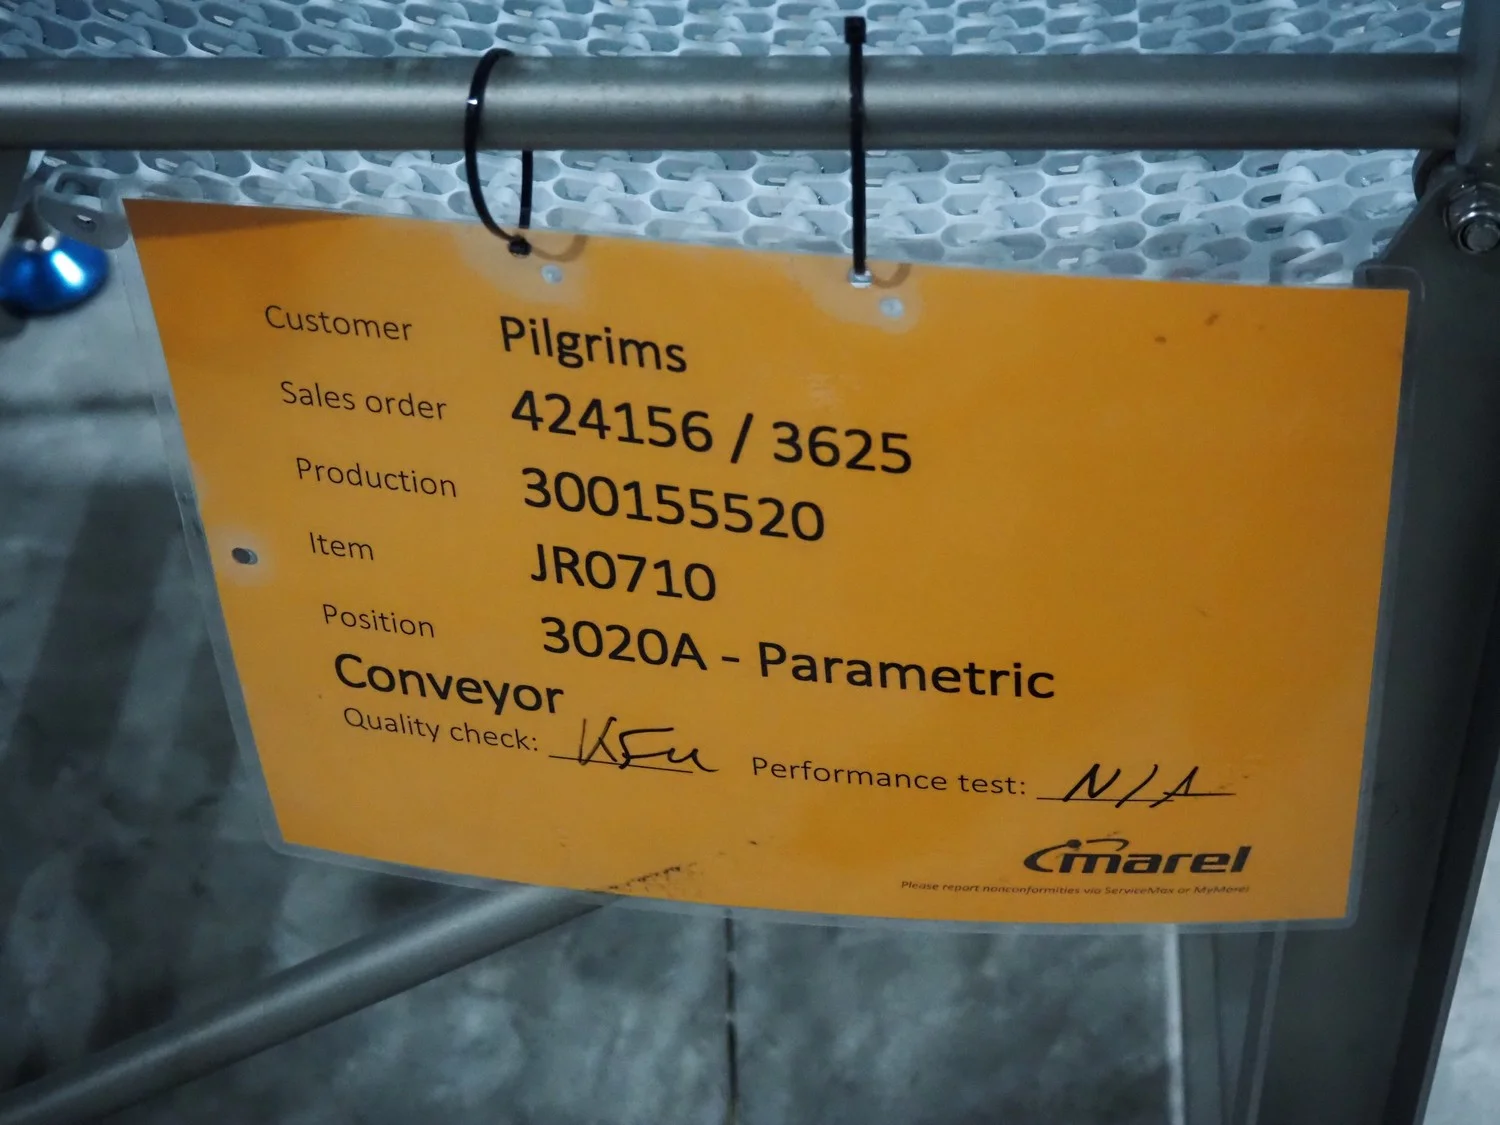 Customer Pilgrims
Sales order 424156 / 3625
Production 300155520
Item JR0710
Position 3020A - Parametric
Conveyor
Quality check: Performance test: N/A
marel
Please report nonconformities via ServiceMax or MyMarel